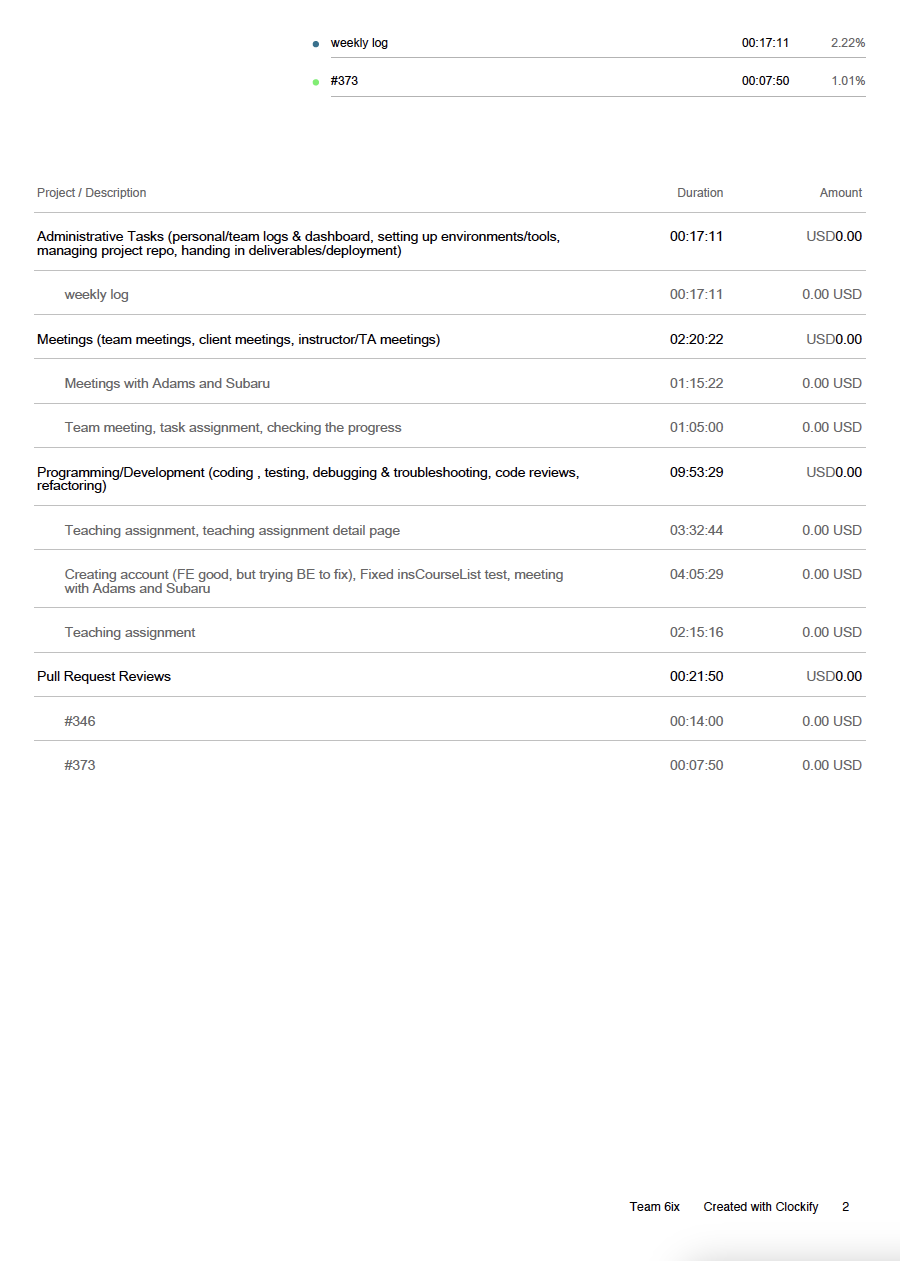 weekly log 00:17:11 2.22%
#373 00:07:50 1.01%
Project / Description Duration Amount
Administrative Tasks (personal/team logs & dashboard, setting up environments/tools, 00:17:11 USD0.00
managing project repo, handing in deliverables/deployment)
weekly log 00:17:11 0.00 USD
Meetings (team meetings, client meetings, instructor/TA meetings) 02:20:22 USD0.00
Meetings with Adams and Subaru 01:15:22 0.00 USD
Team meeting, task assignment, checking the progress 01:05:00 0.00 USD
Programming/Development (coding , testing, debugging & troubleshooting, code reviews, 09:53:29 USD0.00
refactoring)
Teaching assignment, teaching assignment detail page 03:32:44 0.00 USD
Creating account (FE good, but trying BE to fix), Fixed insCourseList test, meeting 04:05:29 0.00 USD
with Adams and Subaru
Teaching assignment 02:15:16 0.00 USD
Pull Request Reviews 00:21:50 USD0.00
#346 00:14:00 0.00 USD
#373 00:07:50 0.00 USD
Team 6ix Created with Clockify 2